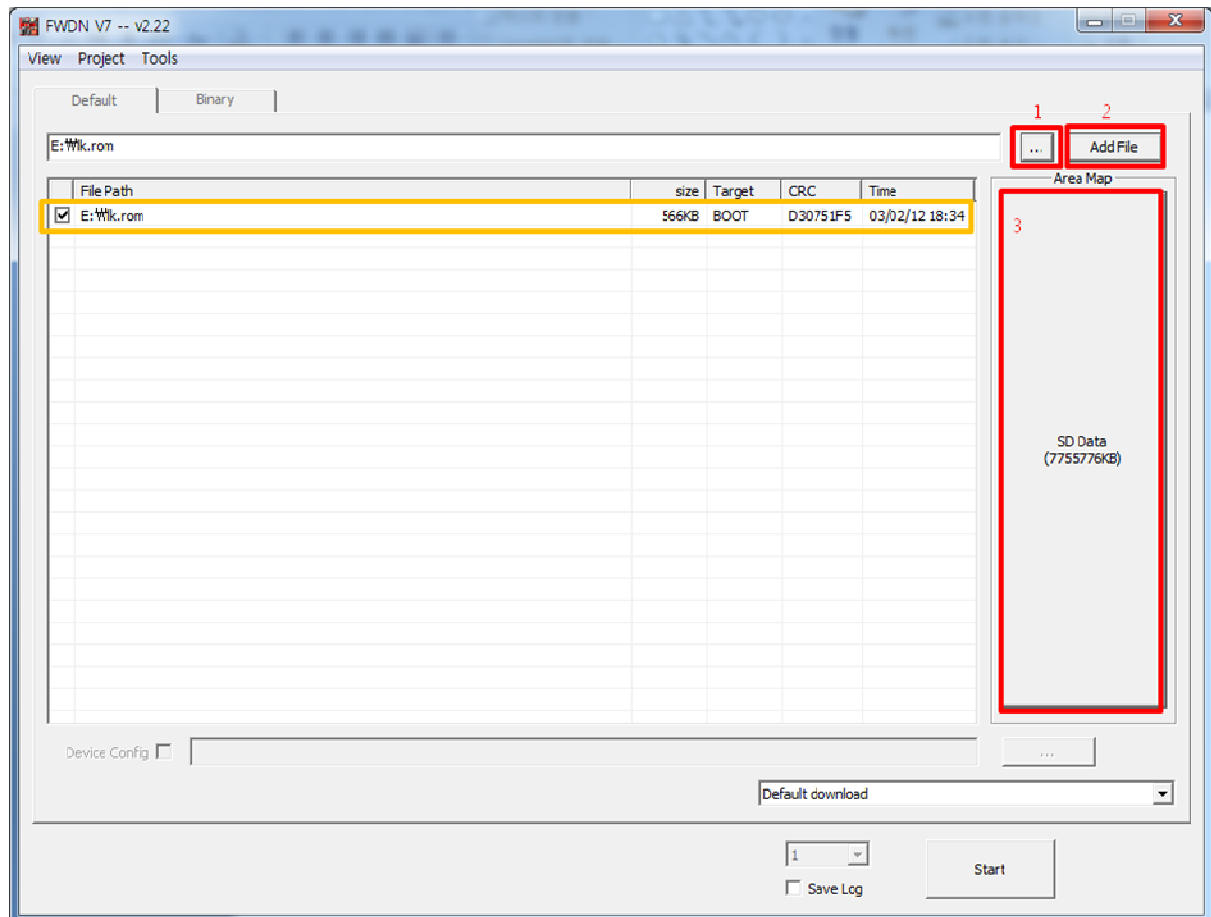 FWDN V7 -- v2.22
View Project Tools
Default Binary
1 2
E:₩lk.rom ... Add File
File Path size Target CRC Time Area Map
E:₩lk.rom 566KB BOOT D30751F5 03/02/12 18:34
3
SD Data
(7755776KB)
Device Config ...
Default download
1
Start
Save Log